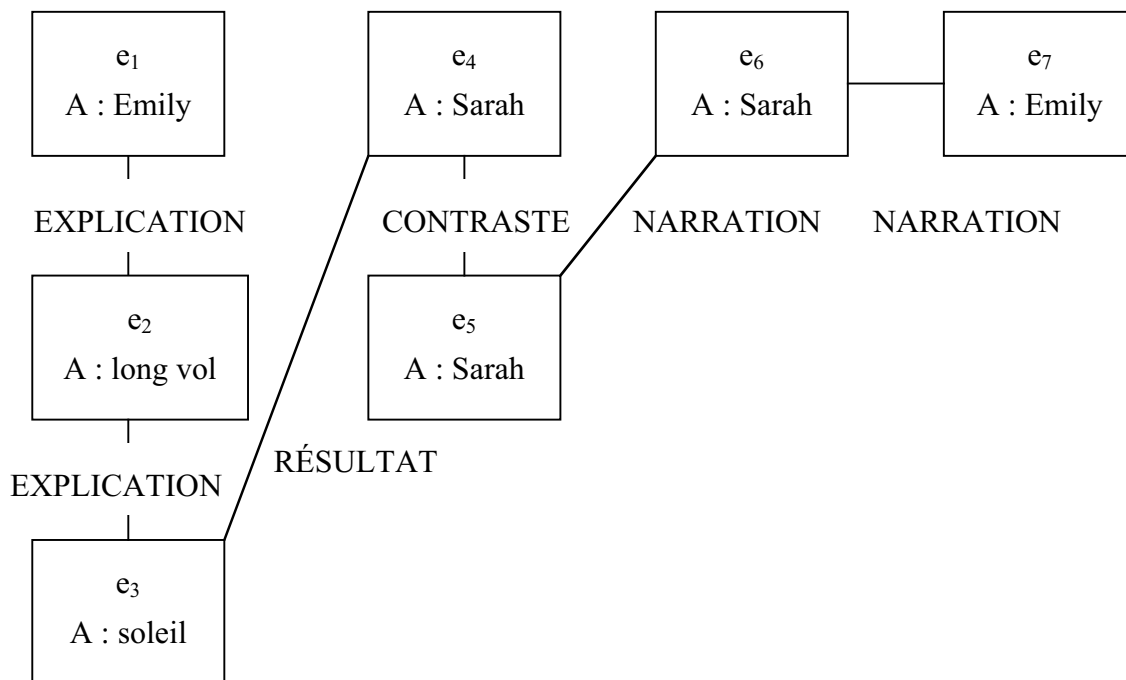 e₁
A : Emily
e₄
A : Sarah
e₆
A : Sarah
e₇
A : Emily
EXPLICATION
CONTRASTE
NARRATION
NARRATION
e₂
A : long vol
e₅
A : Sarah
RÉSULTAT
EXPLICATION
e₃
A : soleil